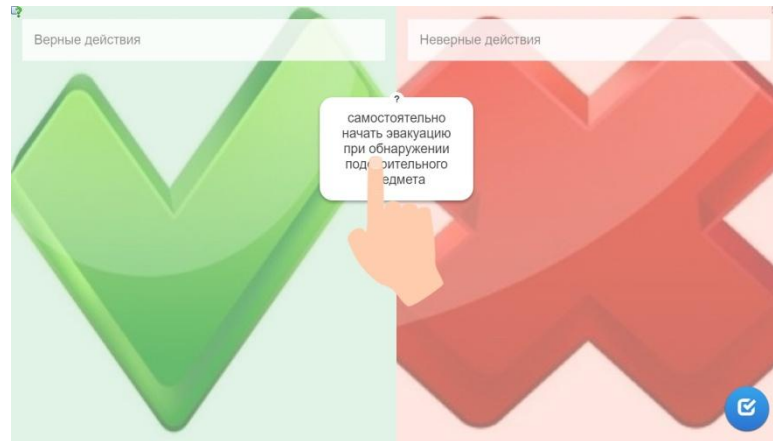 Верные действия
Неверные действия
?
самостоятельно
начать эвакуацию
при обнаружении